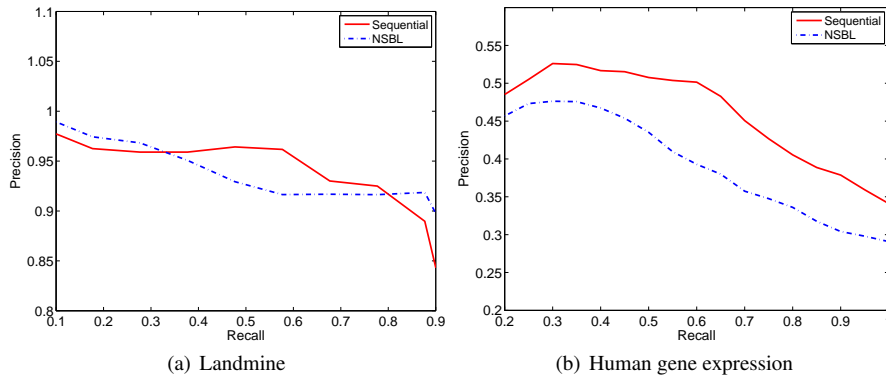 1.1
1.05
1
0.95
0.9
0.85
0.8
Precision
0.1 0.2 0.3 0.4 0.5 0.6 0.7 0.8 0.9
Recall
Sequential
NSBL
(a) Landmine
0.55
0.5
0.45
0.4
0.35
0.3
0.25
0.2
Precision
0.2 0.3 0.4 0.5 0.6 0.7 0.8 0.9
Recall
Sequential
NSBL
(b) Human gene expression